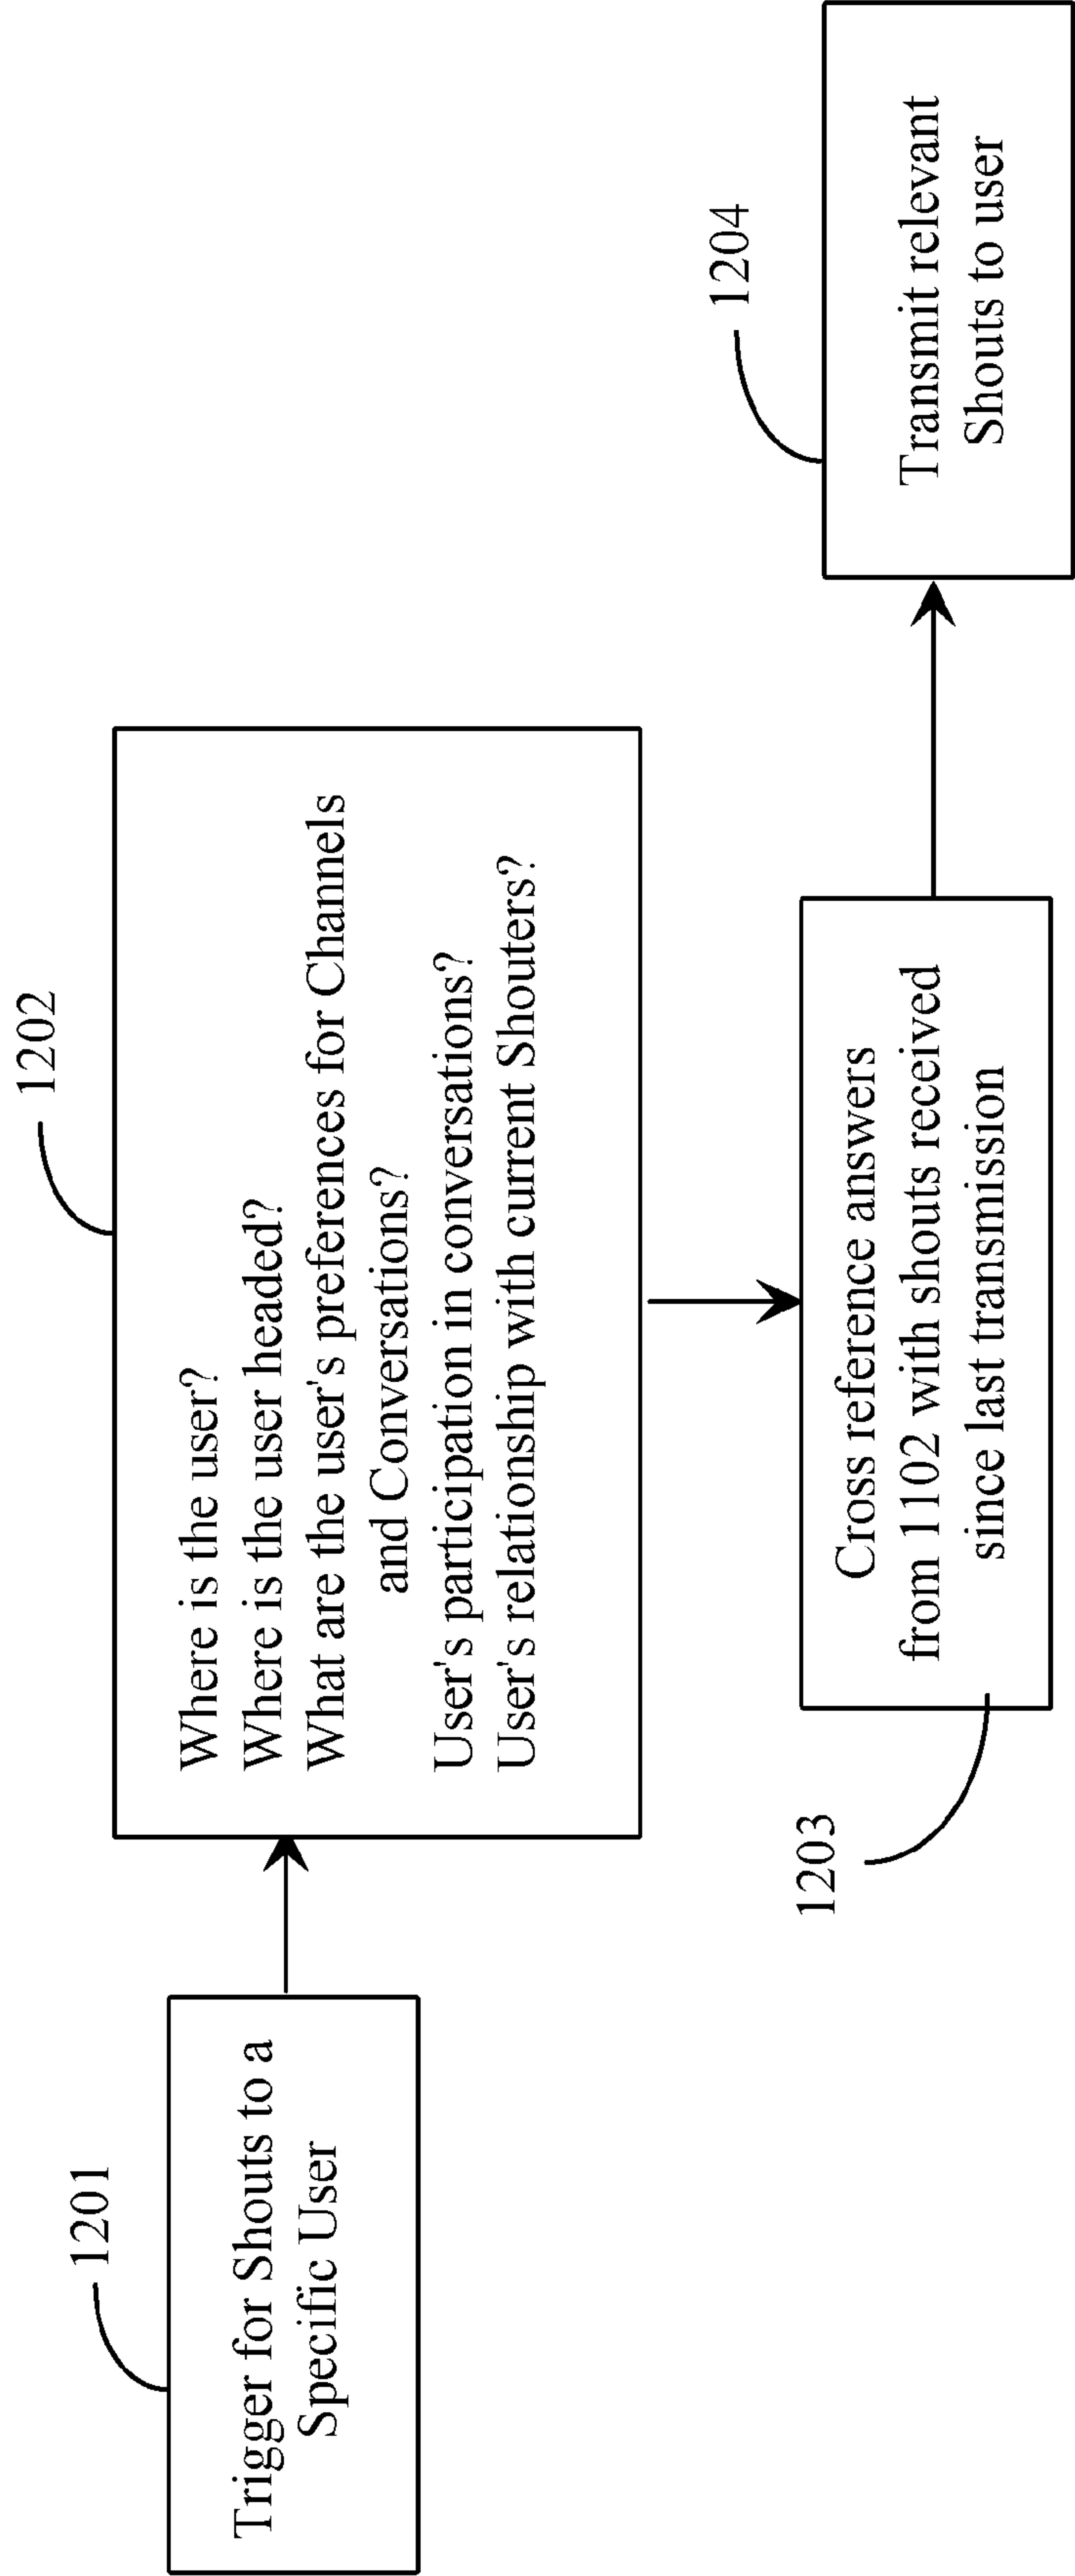 1201
Trigger for Shouts to a
Specific User
1202
Where is the user?
Where is the user headed?
What are the user's preferences for Channels
and Conversations?
User's participation in conversations?
User's relationship with current Shouters?
1203
Cross reference answers
from 1102 with shouts received
since last transmission
1204
Transmit relevant
Shouts to user